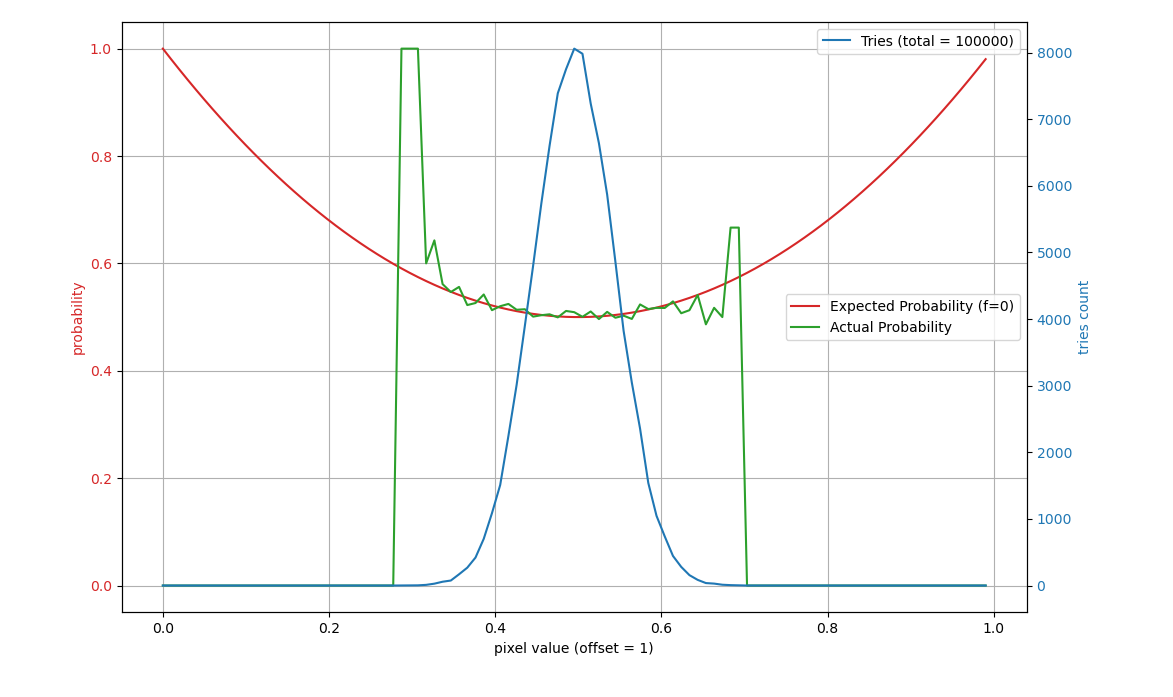 Tries (total = 100000)
Expected Probability (f=0)
Actual Probability
probability
1.0
0.8
0.6
0.4
0.2
0.0
8000
7000
6000
5000
4000
3000
2000
1000
0
tries count
0.0 0.2 0.4 0.6 0.8 1.0
pixel value (offset = 1)